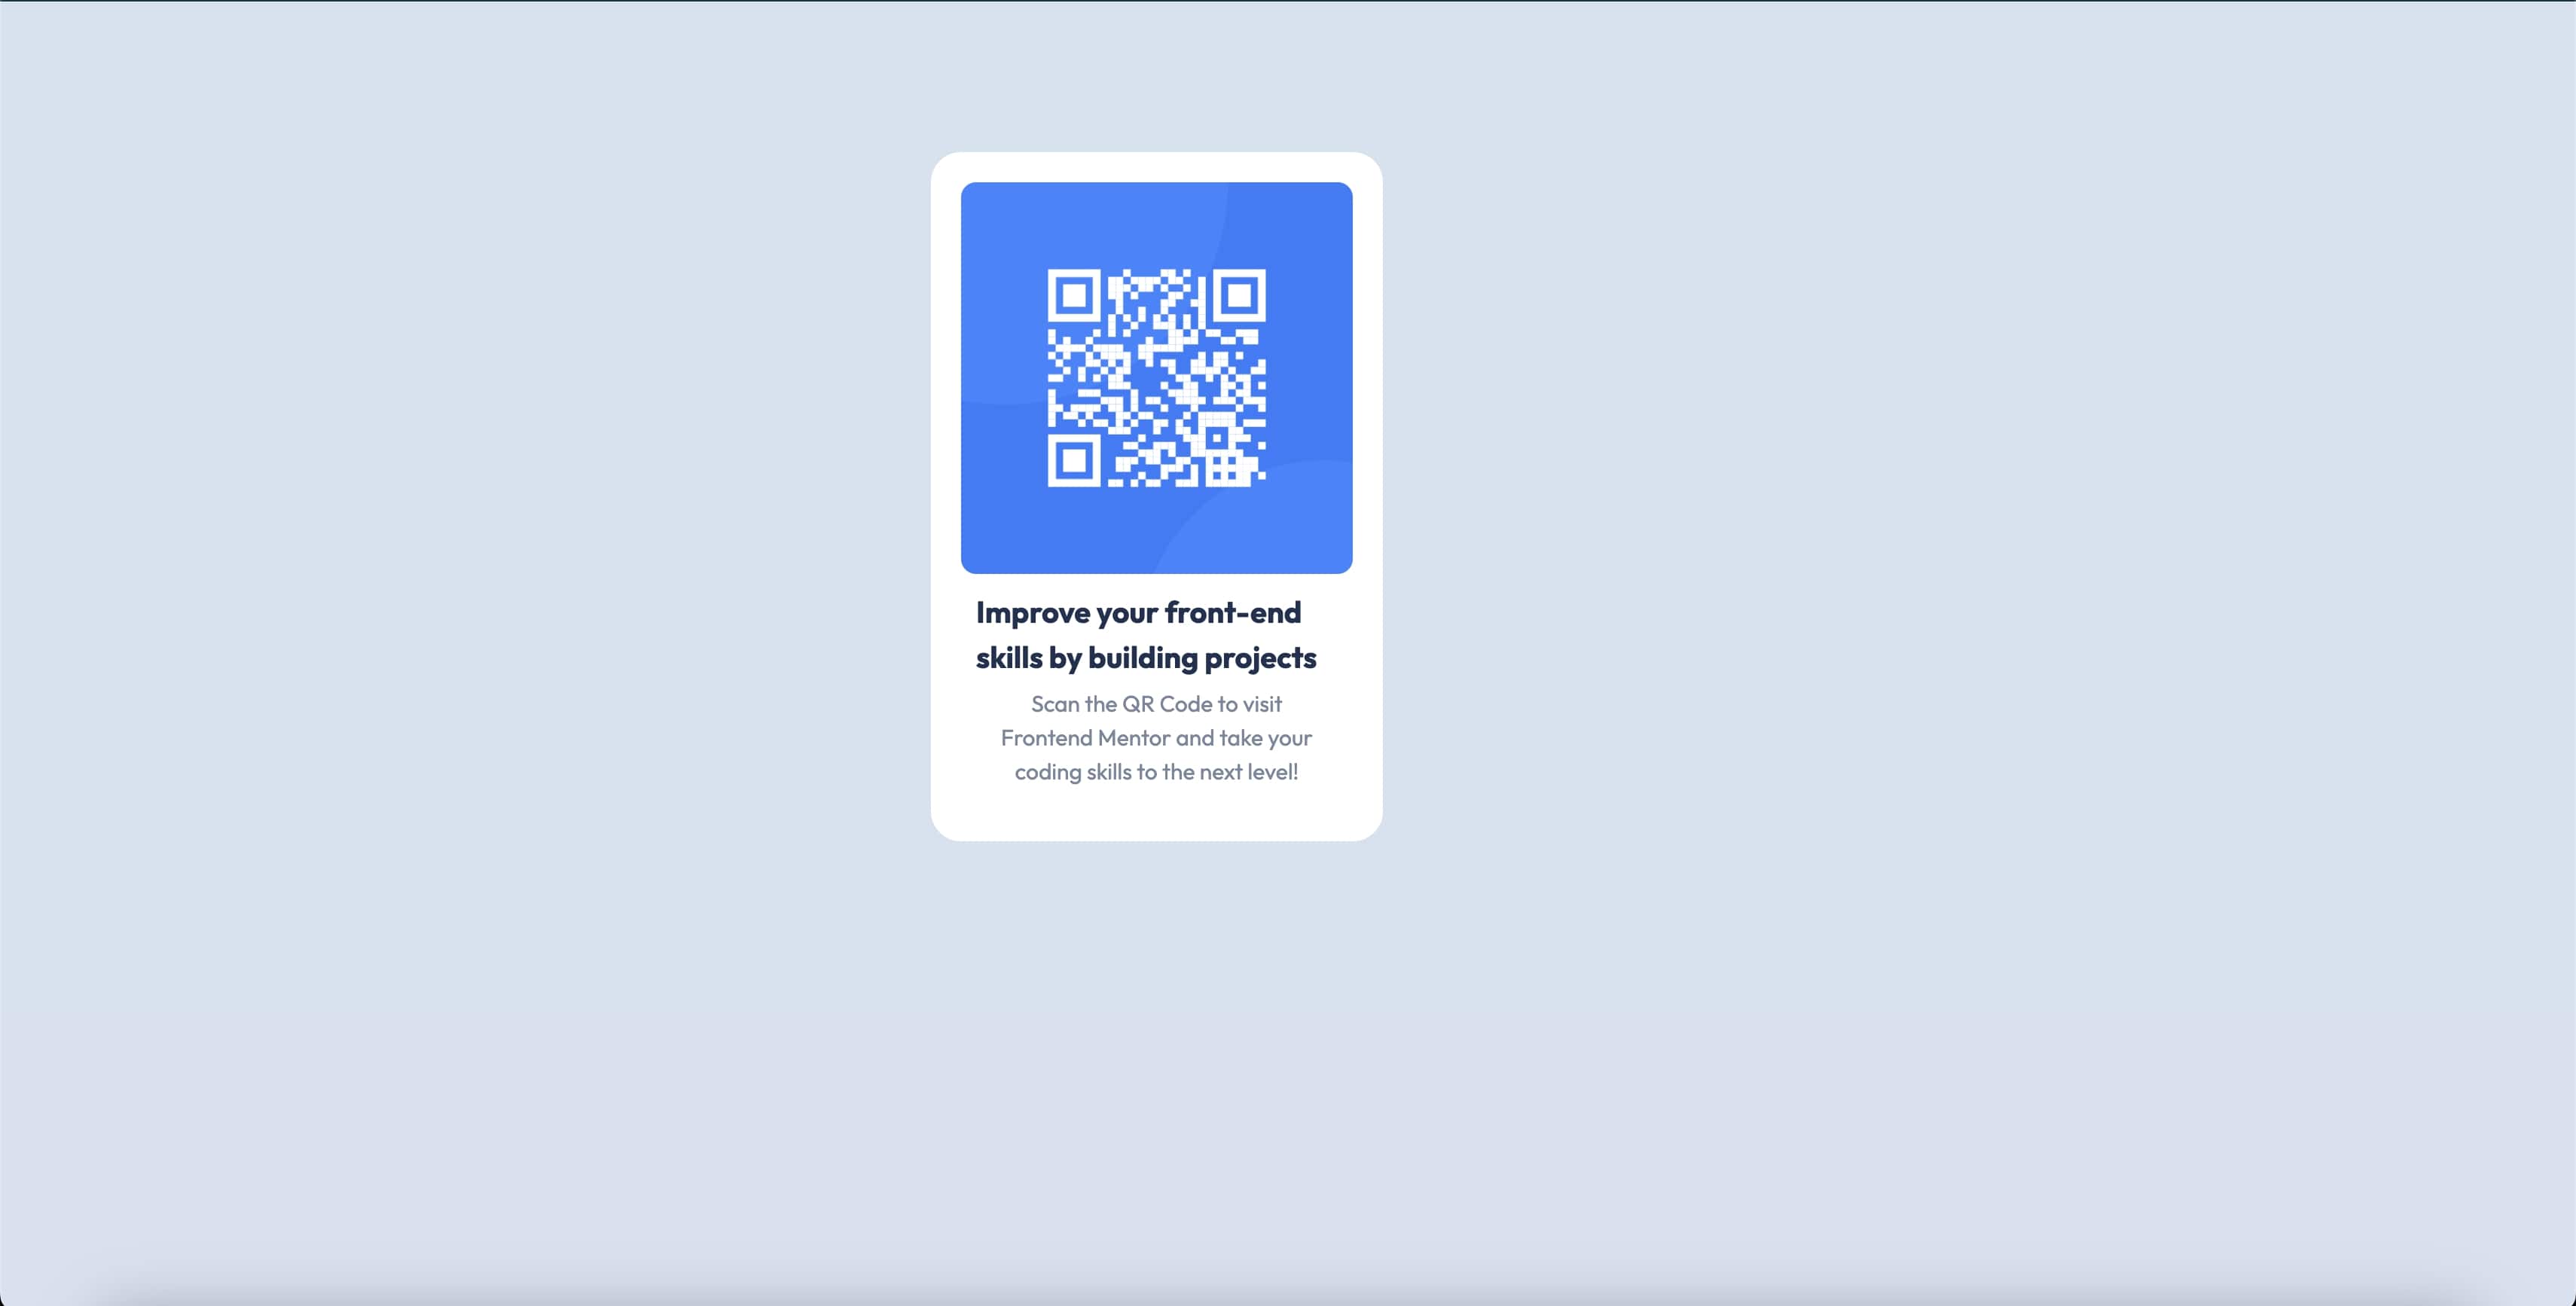 Improve your front-end
skills by building projects
Scan the QR Code to visit
Frontend Mentor and take your
coding skills to the next level!